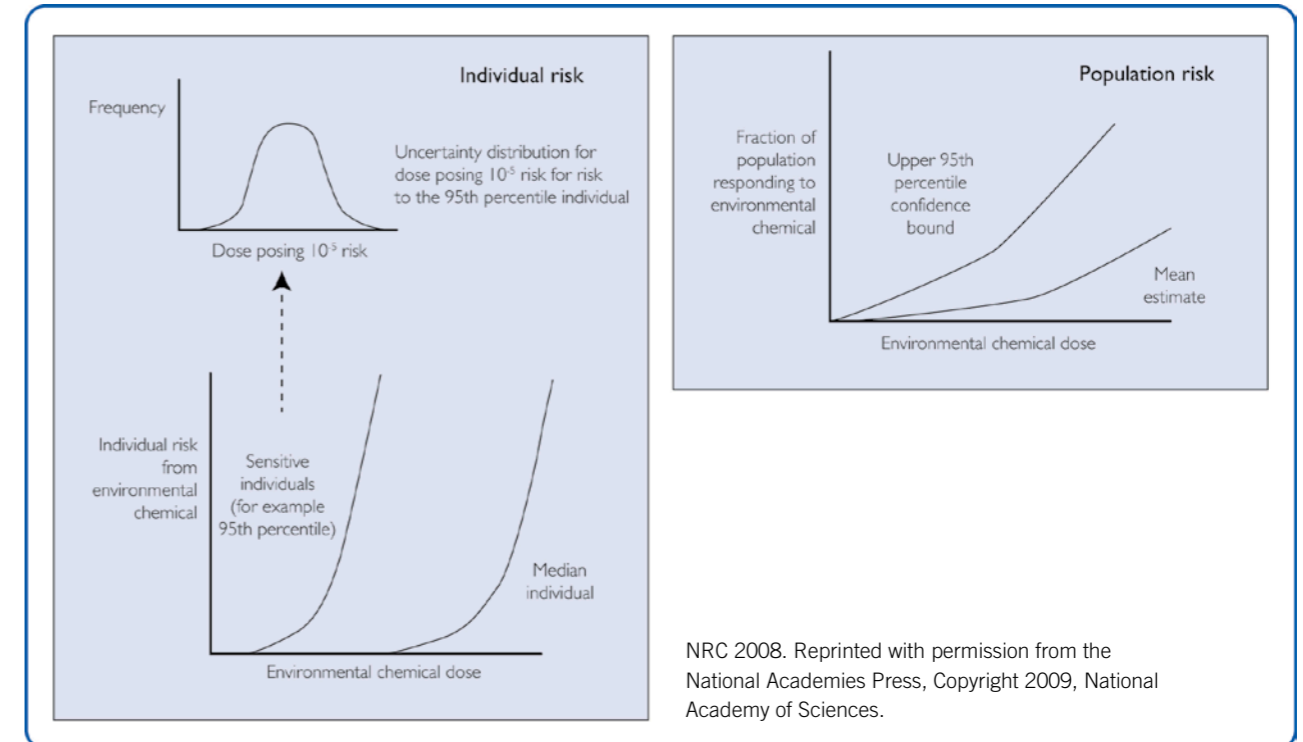 Individual risk
Frequency
Uncertainty distribution for
dose posing 10⁻⁵ risk for risk
to the 95th percentile individual
Dose posing 10⁻⁵ risk
Individual risk
from
environmental
chemical
Sensitive
individuals
(for example
95th percentile)
Median
individual
Environmental chemical dose
Population risk
Fraction of
population
responding to
environmental
chemical
Upper 95th
percentile
confidence
bound
Mean
estimate
Environmental chemical dose
NRC 2008. Reprinted with permission from the
National Academies Press, Copyright 2009, National
Academy of Sciences.